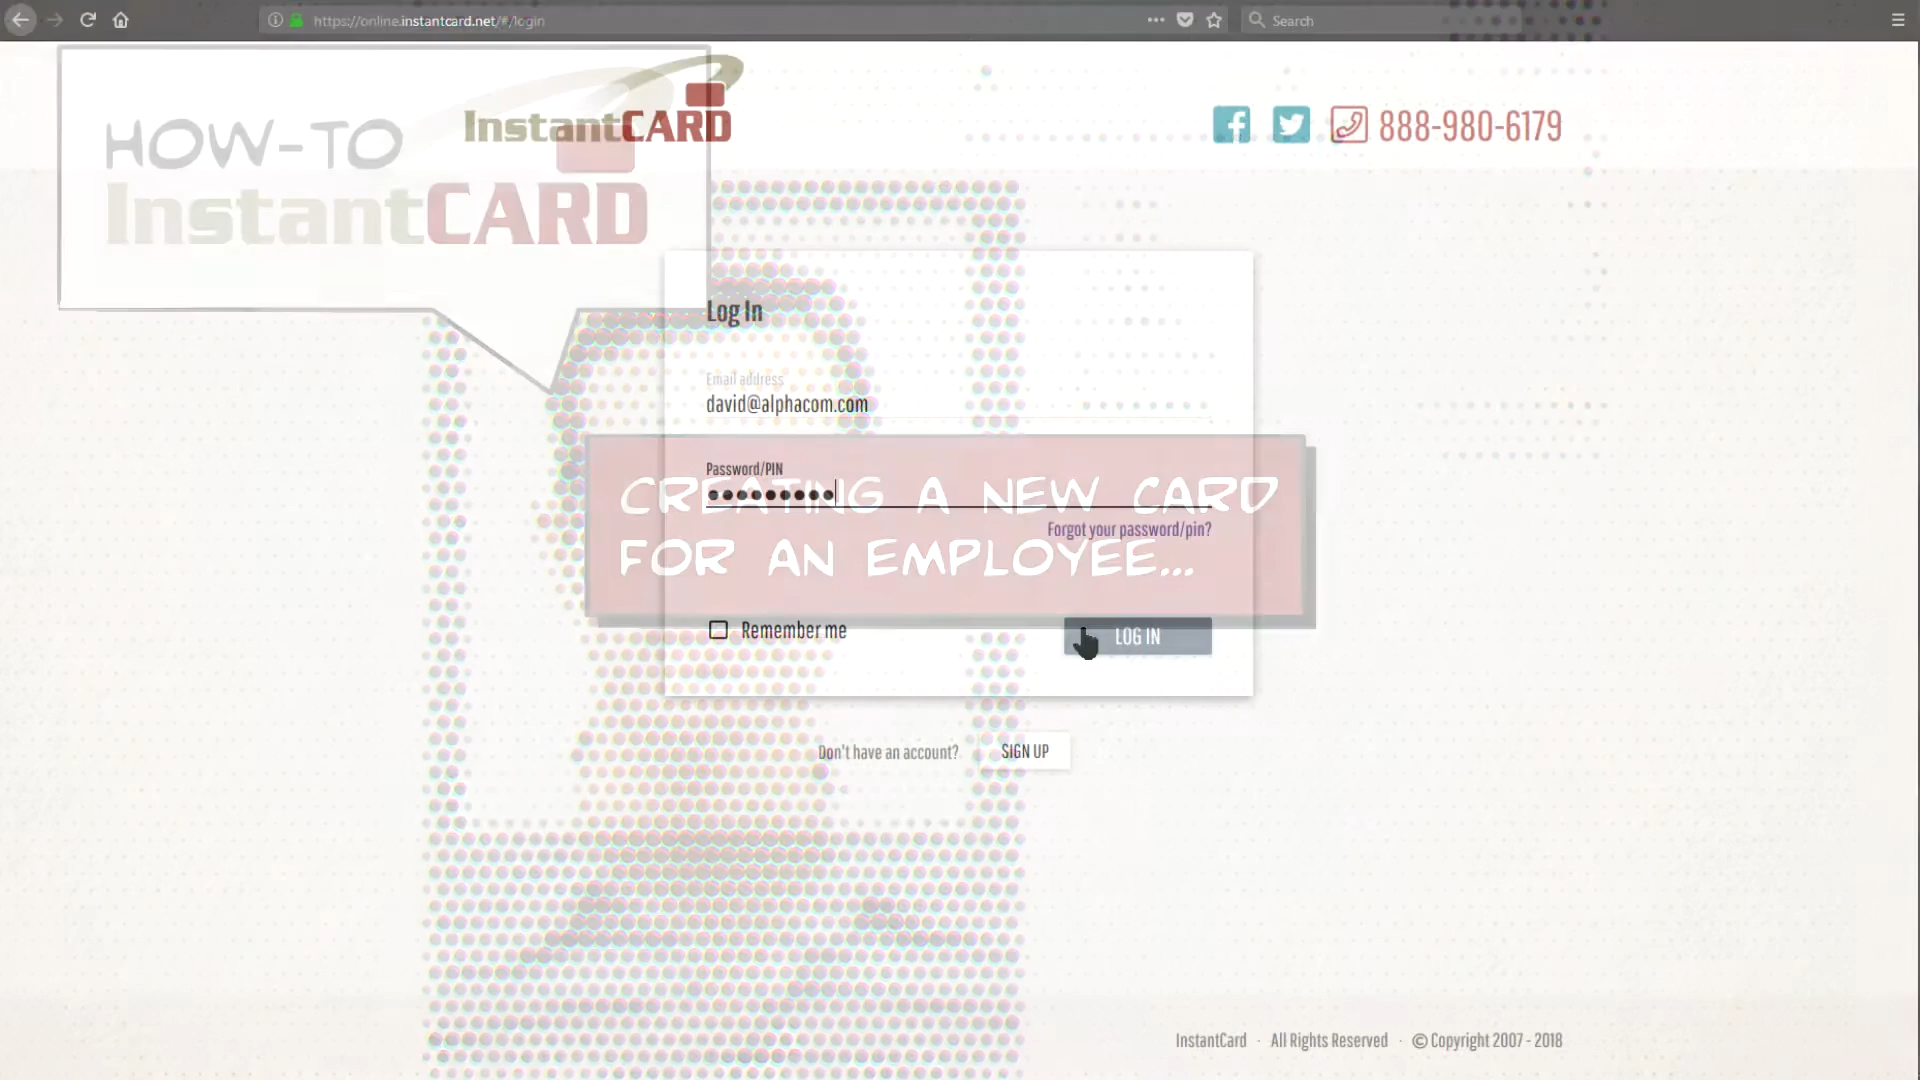 https://online.instantcard.net/#/login
Search
HOW-TO
InstantCARD
InstantCARD
888-980-6179
Log In
Email address
david@alphacom.com
Password/PIN
CREATING A NEW CARD
FOR AN EMPLOYEE...
Forgot your password/pin?
Remember me
LOG IN
Don't have an account?
SIGN UP
InstantCard · All Rights Reserved · © Copyright 2007 - 2018